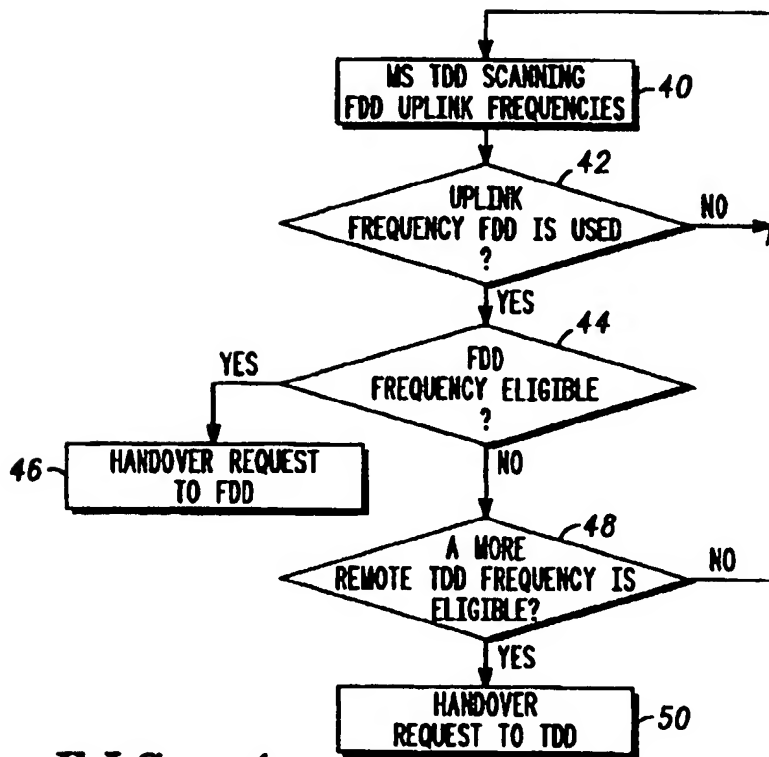 MS TDD SCANNING
FDD UPLINK FREQUENCIES
40
42
UPLINK
FREQUENCY FDD IS USED
?
NO
YES
44
FDD
FREQUENCY ELIGIBLE
?
YES
46
HANDOVER REQUEST
TO FDD
NO
48
A MORE
REMOTE TDD FREQUENCY IS
ELIGIBLE?
NO
YES
HANDOVER
REQUEST TO TDD
50